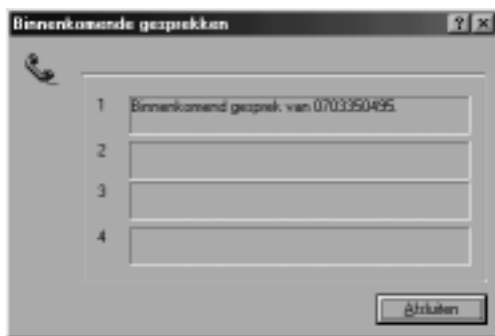 Binnenkomende gesprekken
1 Binnenkomend gesprek van 0703350495.
2
3
4
Afsluiten